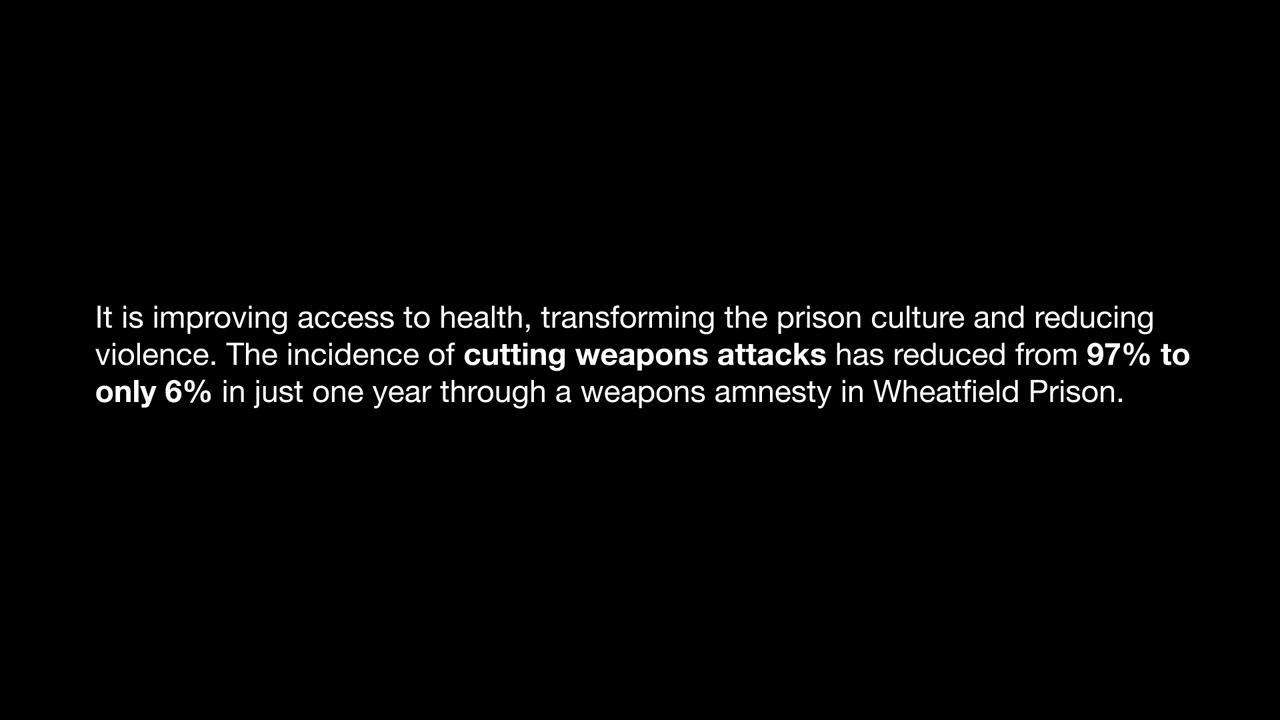 It is improving access to health, transforming the prison culture and reducing
violence. The incidence of cutting weapons attacks has reduced from 97% to
only 6% in just one year through a weapons amnesty in Wheatfield Prison.